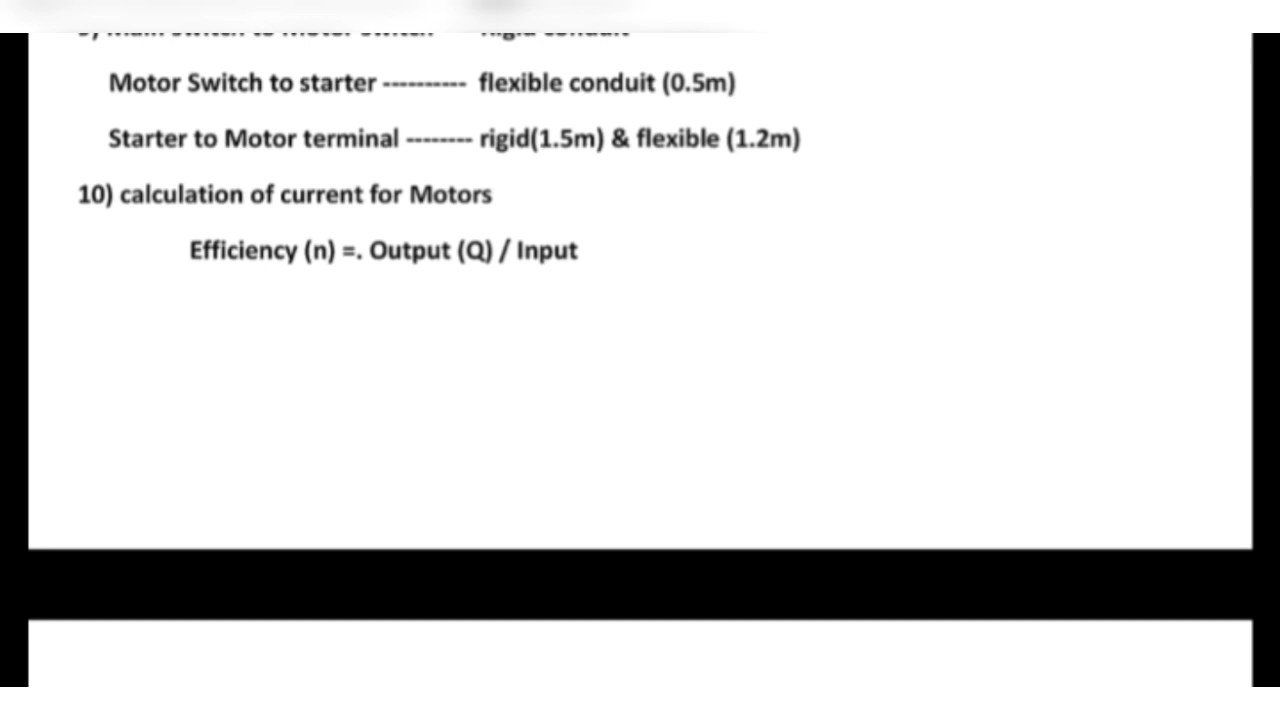 Motor Switch to starter ---------- flexible conduit (0.5m)
Starter to Motor terminal -------- rigid(1.5m) & flexible (1.2m)
10) calculation of current for Motors
Efficiency (n) =. Output (Q) / Input